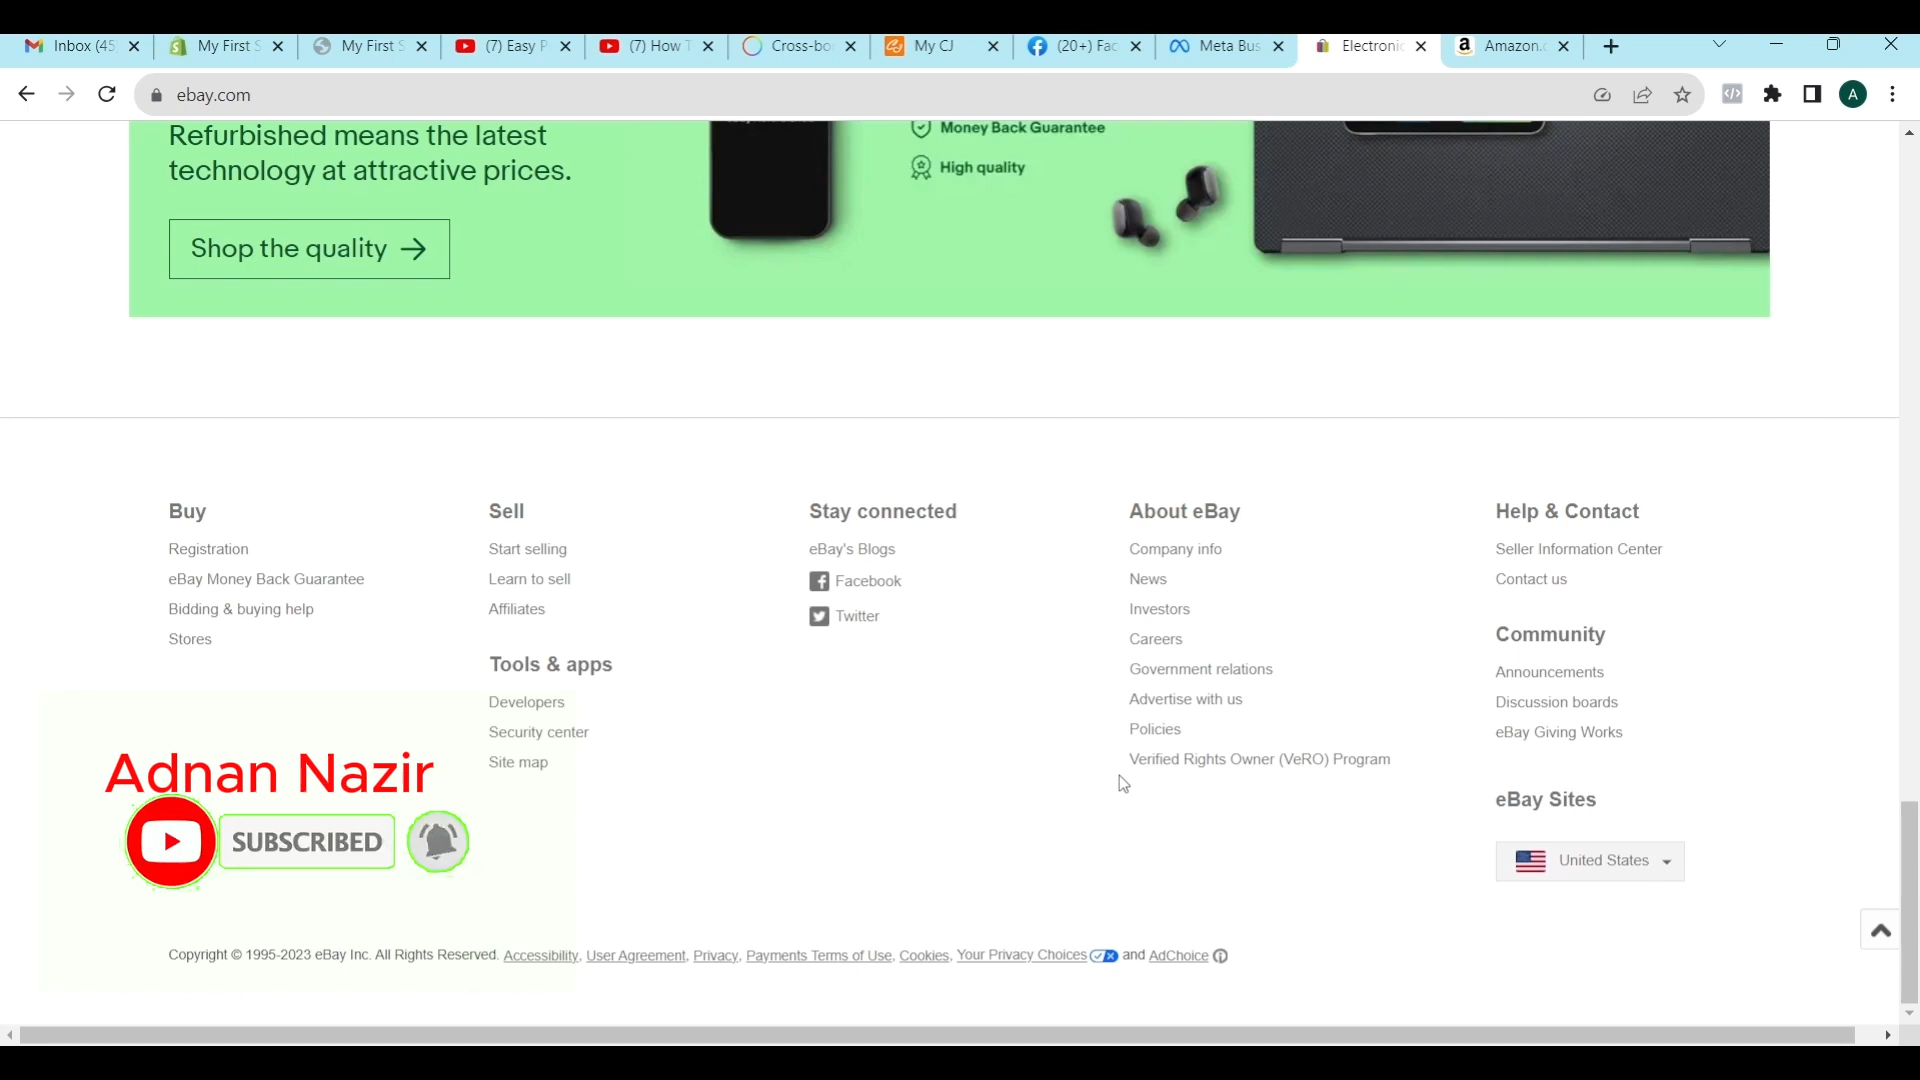 Inbox (45
My First S
My First S
(7) Easy P
(7) How T
Cross-bo
My CJ
(20+) Fac
Meta Bus
Electronic
Amazon.c
ebay.com
A
Refurbished means the latest
technology at attractive prices.
Shop the quality →
Money Back Guarantee
High quality
Buy
Registration
eBay Money Back Guarantee
Bidding & buying help
Stores
Sell
Start selling
Learn to sell
Affiliates
Tools & apps
Developers
Security center
Site map
Stay connected
eBay's Blogs
Facebook
Twitter
About eBay
Company info
News
Investors
Careers
Government relations
Advertise with us
Policies
Verified Rights Owner (VeRO) Program
Help & Contact
Seller Information Center
Contact us
Community
Announcements
Discussion boards
eBay Giving Works
eBay Sites
United States
Adnan Nazir
SUBSCRIBED
Copyright © 1995-2023 eBay Inc. All Rights Reserved. Accessibility, User Agreement, Privacy, Payments Terms of Use, Cookies, Your Privacy Choices and AdChoice